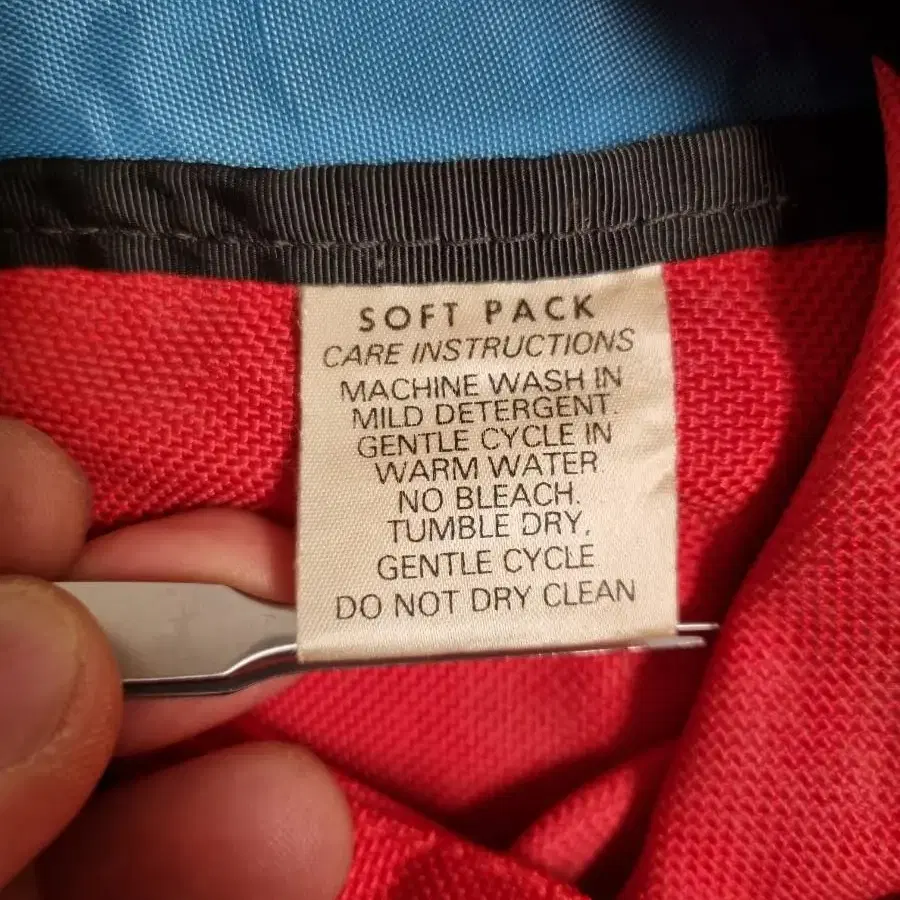 SOFT PACK
CARE INSTRUCTIONS
MACHINE WASH IN
MILD DETERGENT.
GENTLE CYCLE IN
WARM WATER.
NO BLEACH.
TUMBLE DRY,
GENTLE CYCLE
DO NOT DRY CLEAN